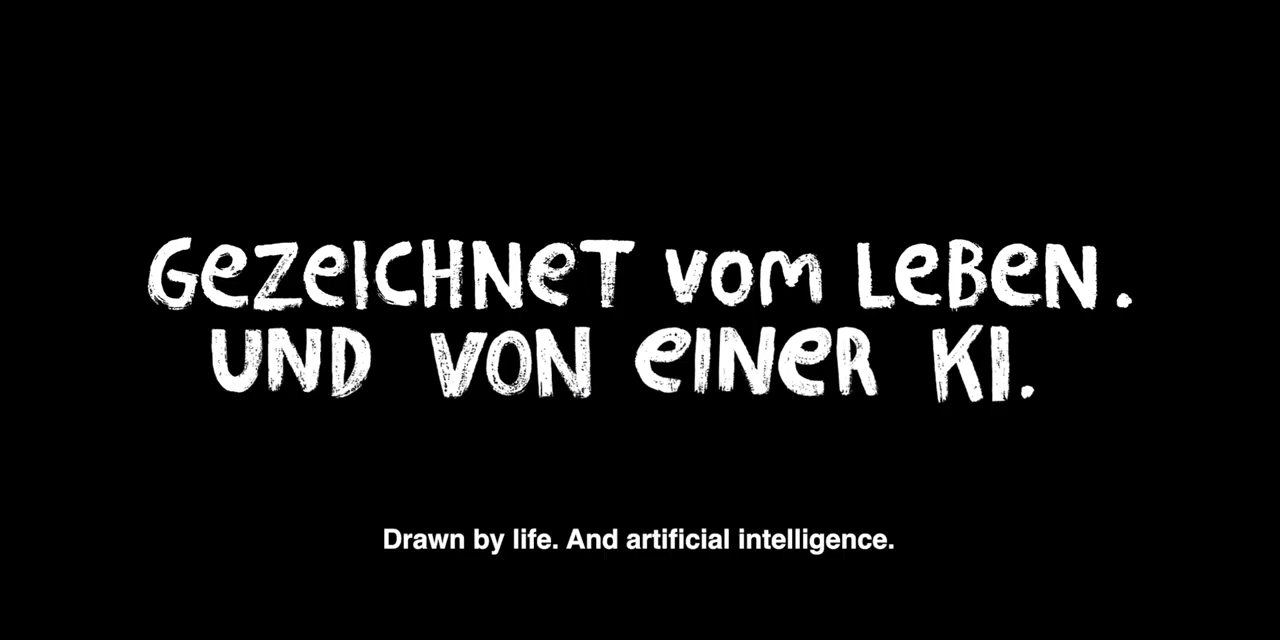 GeZeICHNeT vom LeBeN.
UND VON eINeR KI.
Drawn by life. And artificial intelligence.